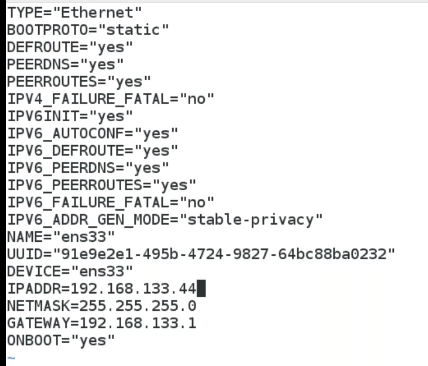 TYPE="Ethernet"
BOOTPROTO="static"
DEFROUTE="yes"
PEERDNS="yes"
PEERROUTES="yes"
IPV4_FAILURE_FATAL="no"
IPV6INIT="yes"
IPV6_AUTOCONF="yes"
IPV6_DEFROUTE="yes"
IPV6_PEERDNS="yes"
IPV6_PEERROUTES="yes"
IPV6_FAILURE_FATAL="no"
IPV6_ADDR_GEN_MODE="stable-privacy"
NAME="ens33"
UUID="91e9e2e1-495b-4724-9827-64bc88ba0232"
DEVICE="ens33"
IPADDR=192.168.133.44
NETMASK=255.255.255.0
GATEWAY=192.168.133.1
ONBOOT="yes"
~